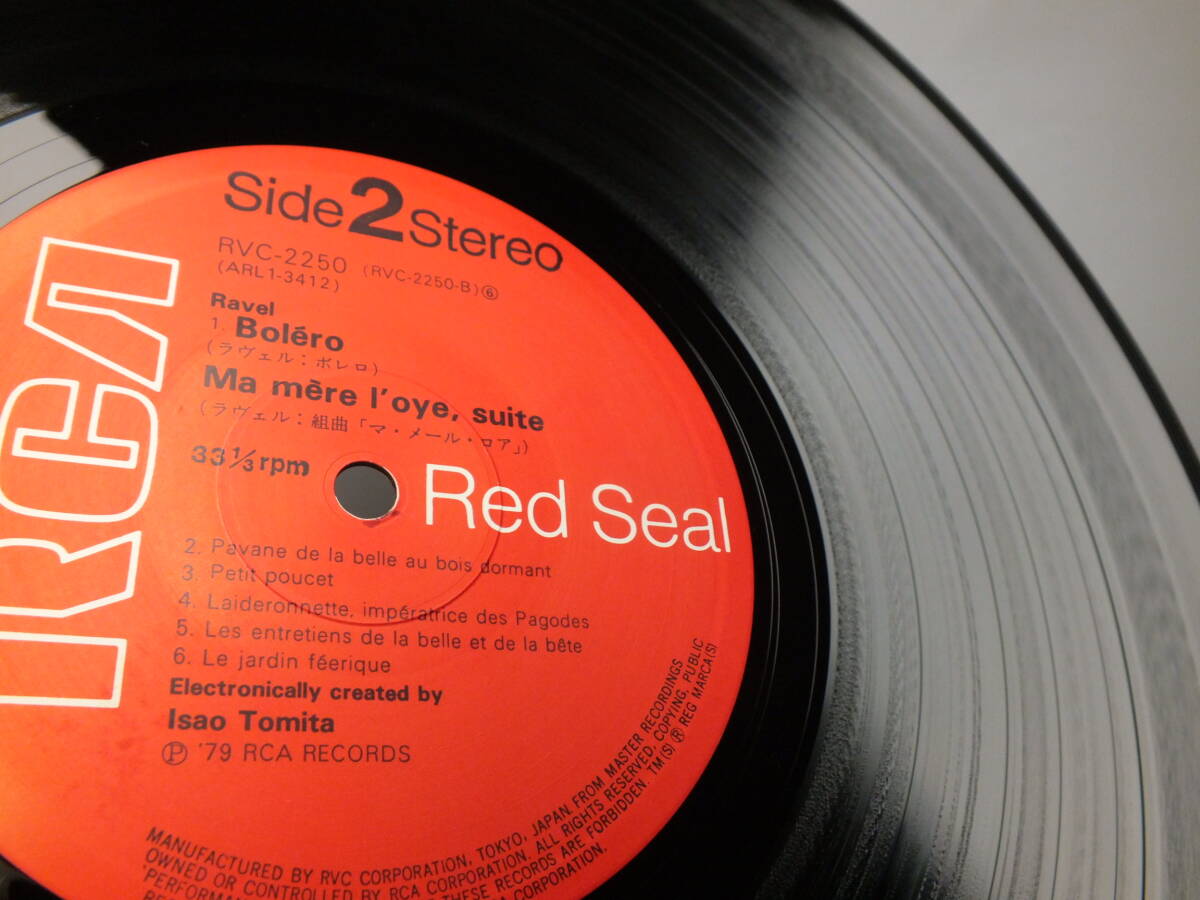 Side 2 Stereo
RVC-2250 (RVC-2250-B)⑥
(ARL1-3412)
Ravel
1. Boléro
(ラヴェル：ボレロ)
Ma mère l'oye, suite
(ラヴェル：組曲「マ・メール・ロア」)
33 1/3 rpm
RCA
Red Seal
2. Pavane de la belle au bois dormant
3. Petit poucet
4. Laideronnette, impératrice des Pagodes
5. Les entretiens de la belle et de la bête
6. Le jardin féerique
Electronically created by
Isao Tomita
Ⓟ '79 RCA RECORDS
MANUFACTURED BY RVC CORPORATION, TOKYO, JAPAN. FROM MASTER RECORDINGS
OWNED OR CONTROLLED BY RCA CORPORATION. ALL RIGHTS RESERVED. COPYING, PUBLIC
THESE RECORDS ARE FORBIDDEN. TM(S) ® REG MARCA(S)
CORPORATION.